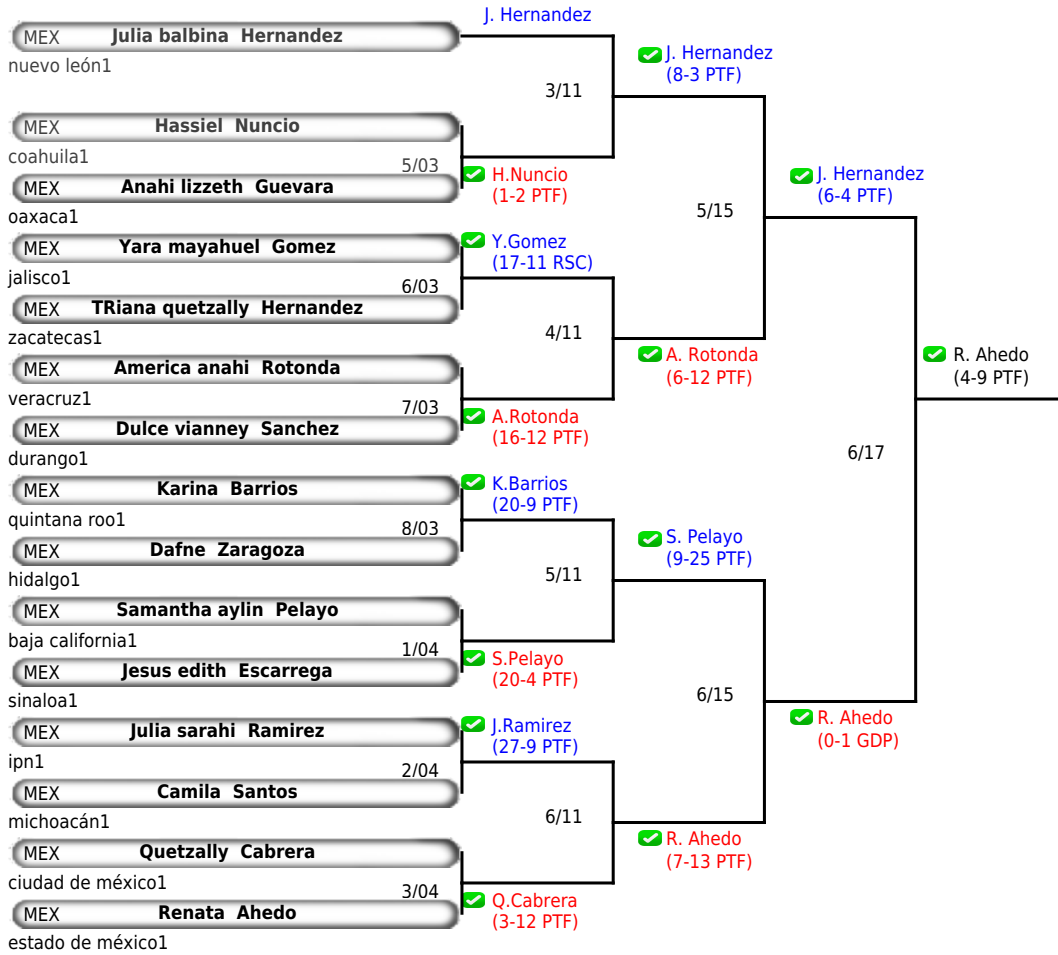 J. Hernandez
MEX Julia balbina Hernandez
nuevo león1
J. Hernandez
(8-3 PTF)
3/11
MEX Hassiel Nuncio
coahuila1
5/03
H.Nuncio
(1-2 PTF)
MEX Anahi lizzeth Guevara
oaxaca1
J. Hernandez
(6-4 PTF)
5/15
MEX Yara mayahuel Gomez
jalisco1
Y.Gomez
(17-11 RSC)
6/03
MEX TRiana quetzally Hernandez
zacatecas1
4/11
A. Rotonda
(6-12 PTF)
R. Ahedo
(4-9 PTF)
MEX America anahi Rotonda
veracruz1
7/03
A.Rotonda
(16-12 PTF)
MEX Dulce vianney Sanchez
durango1
6/17
MEX Karina Barrios
quintana roo1
K.Barrios
(20-9 PTF)
8/03
MEX Dafne Zaragoza
hidalgo1
S. Pelayo
(9-25 PTF)
5/11
MEX Samantha aylin Pelayo
baja california1
1/04
S.Pelayo
(20-4 PTF)
MEX Jesus edith Escarrega
sinaloa1
6/15
R. Ahedo
(0-1 GDP)
MEX Julia sarahi Ramirez
ipn1
J.Ramirez
(27-9 PTF)
2/04
MEX Camila Santos
michoacán1
6/11
R. Ahedo
(7-13 PTF)
MEX Quetzally Cabrera
ciudad de méxico1
3/04
Q.Cabrera
(3-12 PTF)
MEX Renata Ahedo
estado de méxico1